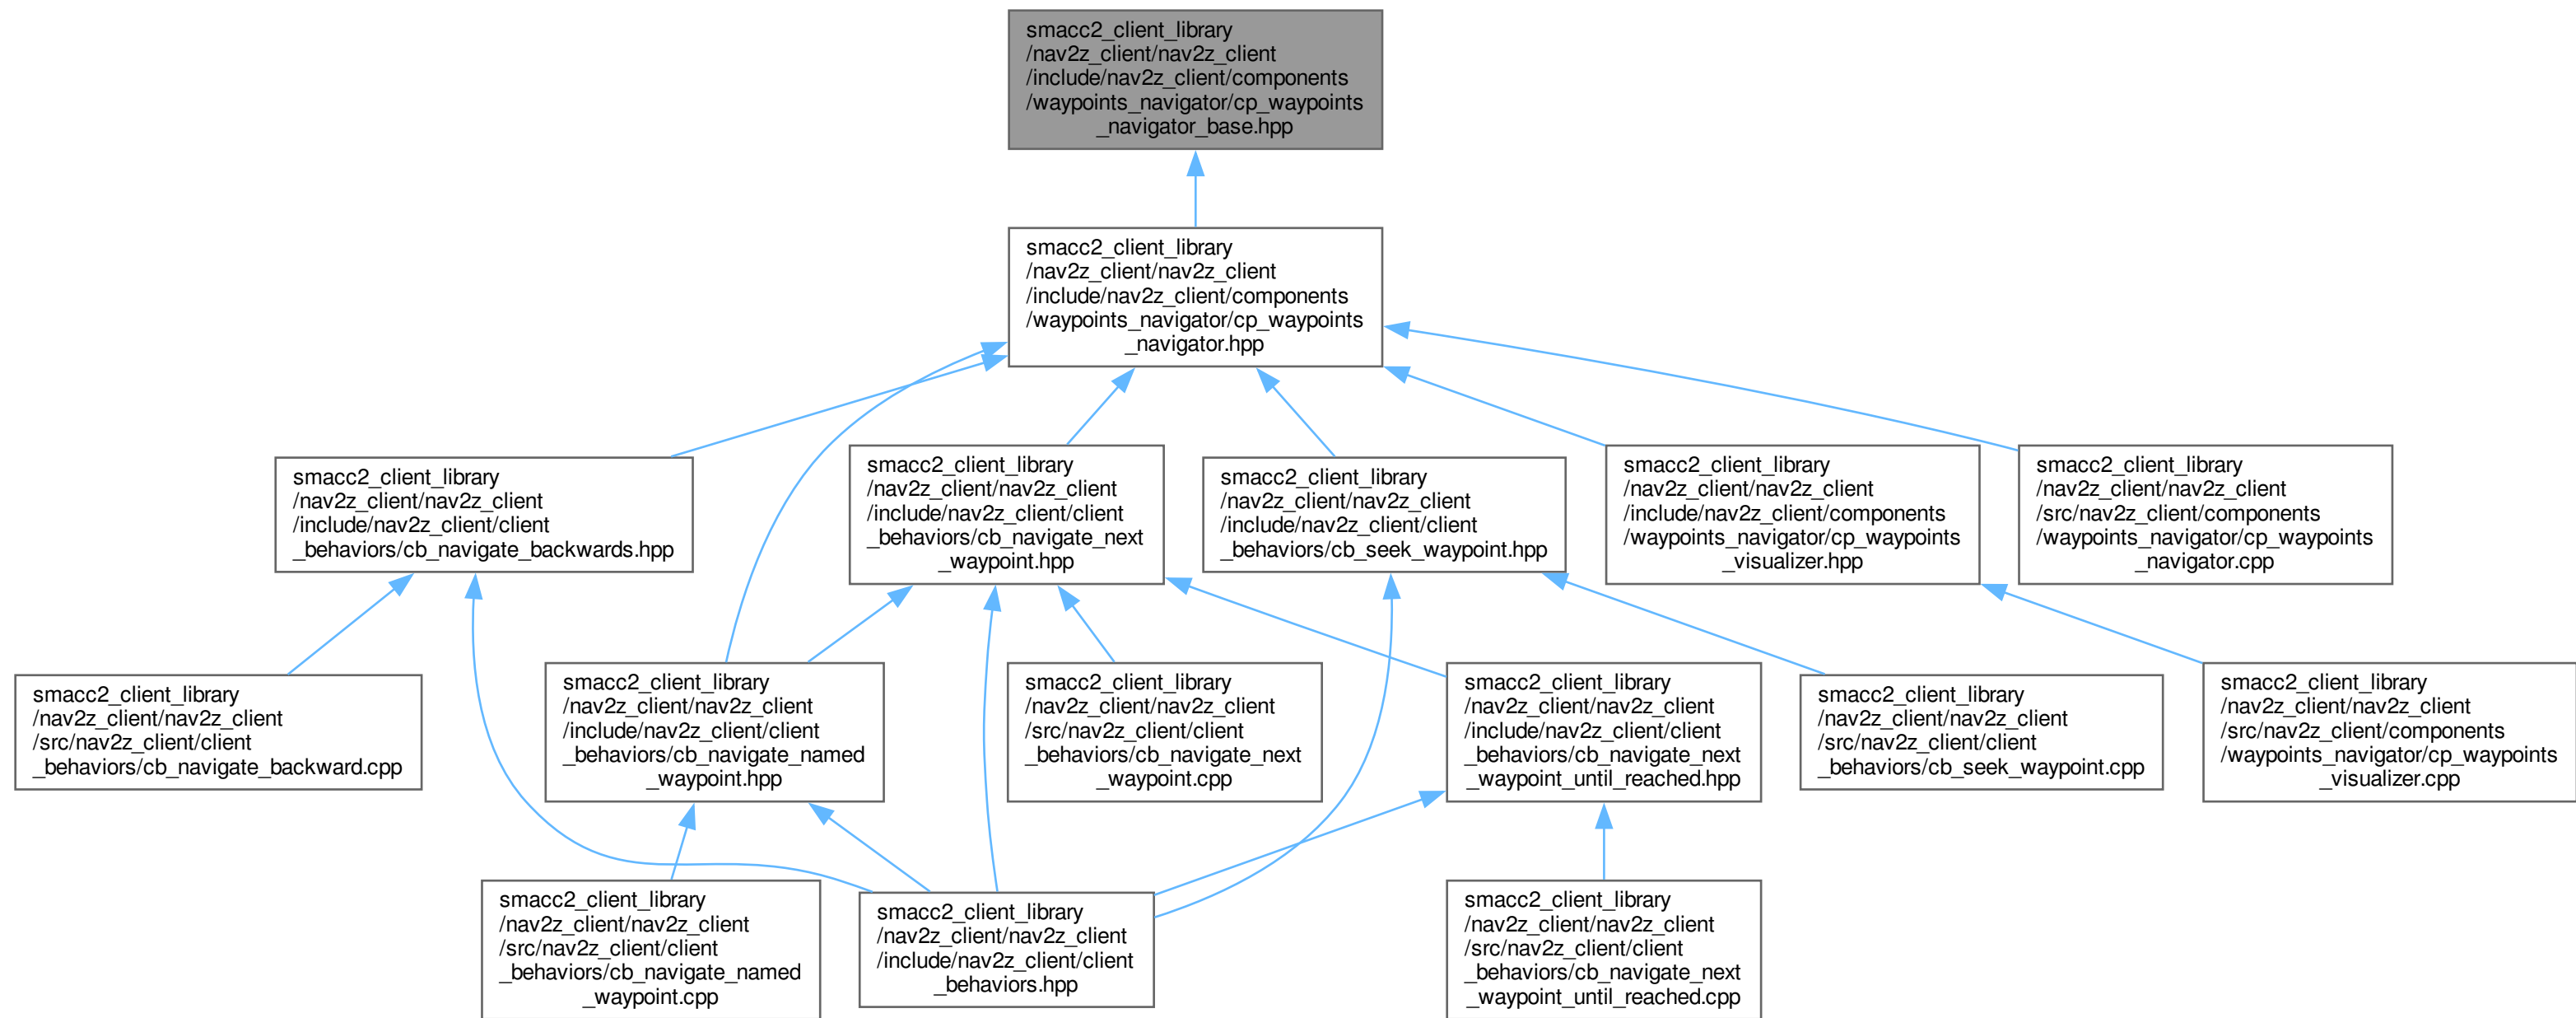 smacc2_client_library
/nav2z_client/nav2z_client
/include/nav2z_client/components
/waypoints_navigator/cp_waypoints
_navigator_base.hpp
smacc2_client_library
/nav2z_client/nav2z_client
/include/nav2z_client/components
/waypoints_navigator/cp_waypoints
_navigator.hpp
smacc2_client_library
/nav2z_client/nav2z_client
/include/nav2z_client/client
_behaviors/cb_navigate_backwards.hpp
smacc2_client_library
/nav2z_client/nav2z_client
/include/nav2z_client/client
_behaviors/cb_navigate_next
_waypoint.hpp
smacc2_client_library
/nav2z_client/nav2z_client
/include/nav2z_client/client
_behaviors/cb_seek_waypoint.hpp
smacc2_client_library
/nav2z_client/nav2z_client
/include/nav2z_client/components
/waypoints_navigator/cp_waypoints
_visualizer.hpp
smacc2_client_library
/nav2z_client/nav2z_client
/src/nav2z_client/components
/waypoints_navigator/cp_waypoints
_navigator.cpp
smacc2_client_library
/nav2z_client/nav2z_client
/src/nav2z_client/client
_behaviors/cb_navigate_backward.cpp
smacc2_client_library
/nav2z_client/nav2z_client
/include/nav2z_client/client
_behaviors/cb_navigate_named
_waypoint.hpp
smacc2_client_library
/nav2z_client/nav2z_client
/src/nav2z_client/client
_behaviors/cb_navigate_next
_waypoint.cpp
smacc2_client_library
/nav2z_client/nav2z_client
/include/nav2z_client/client
_behaviors/cb_navigate_next
_waypoint_until_reached.hpp
smacc2_client_library
/nav2z_client/nav2z_client
/src/nav2z_client/client
_behaviors/cb_seek_waypoint.cpp
smacc2_client_library
/nav2z_client/nav2z_client
/src/nav2z_client/components
/waypoints_navigator/cp_waypoints
_visualizer.cpp
smacc2_client_library
/nav2z_client/nav2z_client
/src/nav2z_client/client
_behaviors/cb_navigate_named
_waypoint.cpp
smacc2_client_library
/nav2z_client/nav2z_client
/include/nav2z_client/client
_behaviors.hpp
smacc2_client_library
/nav2z_client/nav2z_client
/src/nav2z_client/client
_behaviors/cb_navigate_next
_waypoint_until_reached.cpp